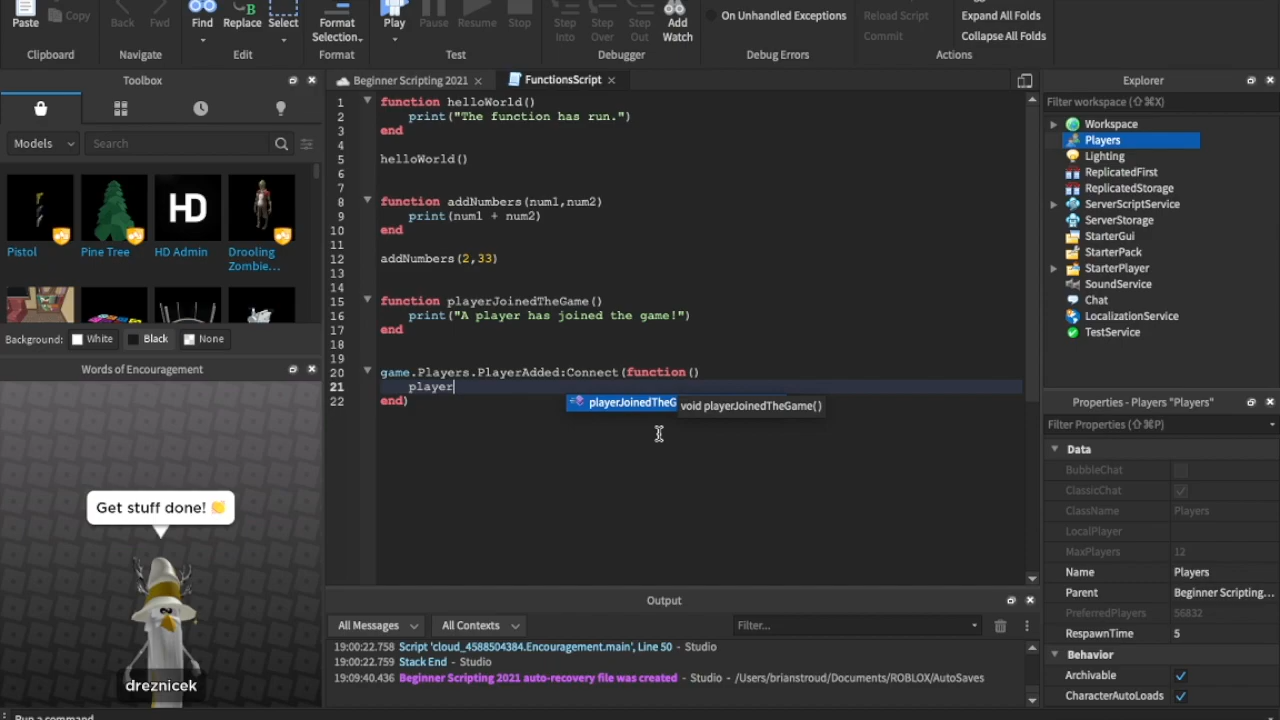 Paste
Copy
Clipboard
Back
Fwd
Navigate
Find
Replace
Select
Edit
Format
Selection
Format
Play
Pause
Resume
Stop
Test
Step
Into
Step
Over
Step
Out
Add
Watch
Debugger
On Unhandled Exceptions
Debug Errors
Reload Script
Commit
Expand All Folds
Collapse All Folds
Actions
Toolbox
Beginner Scripting 2021 ×
FunctionsScript ×
Explorer
Filter workspace (⇧⌘X)
Models
Search
Pistol
Pine Tree
HD
HD Admin
Drooling
Zombie...
Background: White Black None
Words of Encouragement
Get stuff done! 👏
dreznicek
1 function helloWorld()
2 print("The function has run.")
3 end
4
5 helloWorld()
6
7
8 function addNumbers(num1,num2)
9 print(num1 + num2)
10 end
11
12 addNumbers(2,33)
13
14
15 function playerJoinedTheGame()
16 print("A player has joined the game!")
17 end
18
19
20 game.Players.PlayerAdded:Connect(function()
21 player
22 end)
playerJoinedTheG
void playerJoinedTheGame()
Workspace
Players
Lighting
ReplicatedFirst
ReplicatedStorage
ServerScriptService
ServerStorage
StarterGui
StarterPack
StarterPlayer
SoundService
Chat
LocalizationService
TestService
Properties - Players "Players"
Filter Properties (⇧⌘P)
Data
BubbleChat
ClassicChat
ClassName Players
LocalPlayer
MaxPlayers 12
Name Players
Parent Beginner Scripting...
PreferredPlayers 56832
RespawnTime 5
Behavior
Archivable
CharacterAutoLoads
Output
All Messages
All Contexts
Filter...
19:00:22.758 Script 'cloud_4588504384.Encouragement.main', Line 50 - Studio
19:00:22.759 Stack End - Studio
19:09:40.436 Beginner Scripting 2021 auto-recovery file was created - Studio - /Users/brianstroud/Documents/ROBLOX/AutoSaves
Run a command